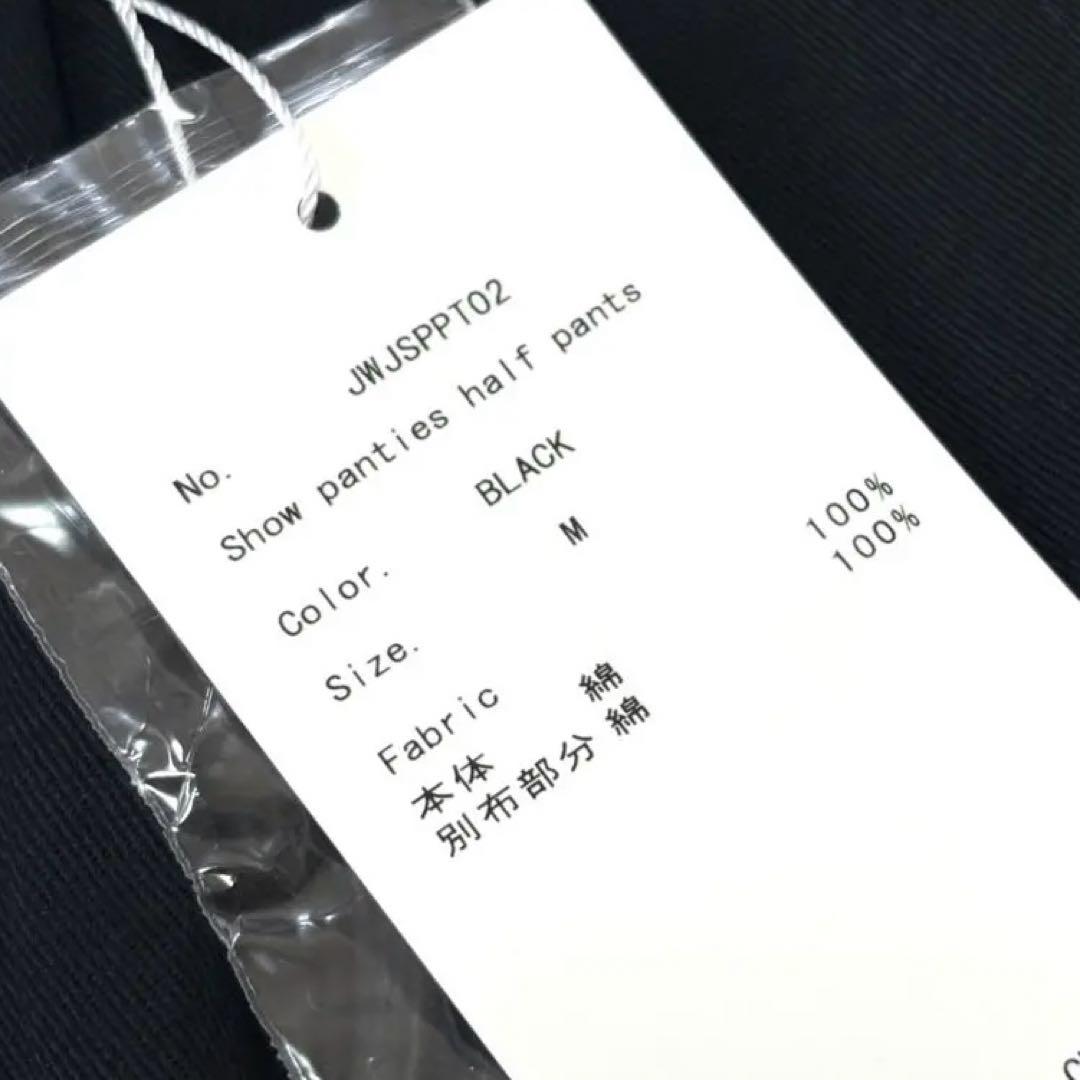 No. JWJSPPT02
Show panties half pants
Color. BLACK
Size. M
Fabric
本体 綿 100%
別布部分 綿 100%